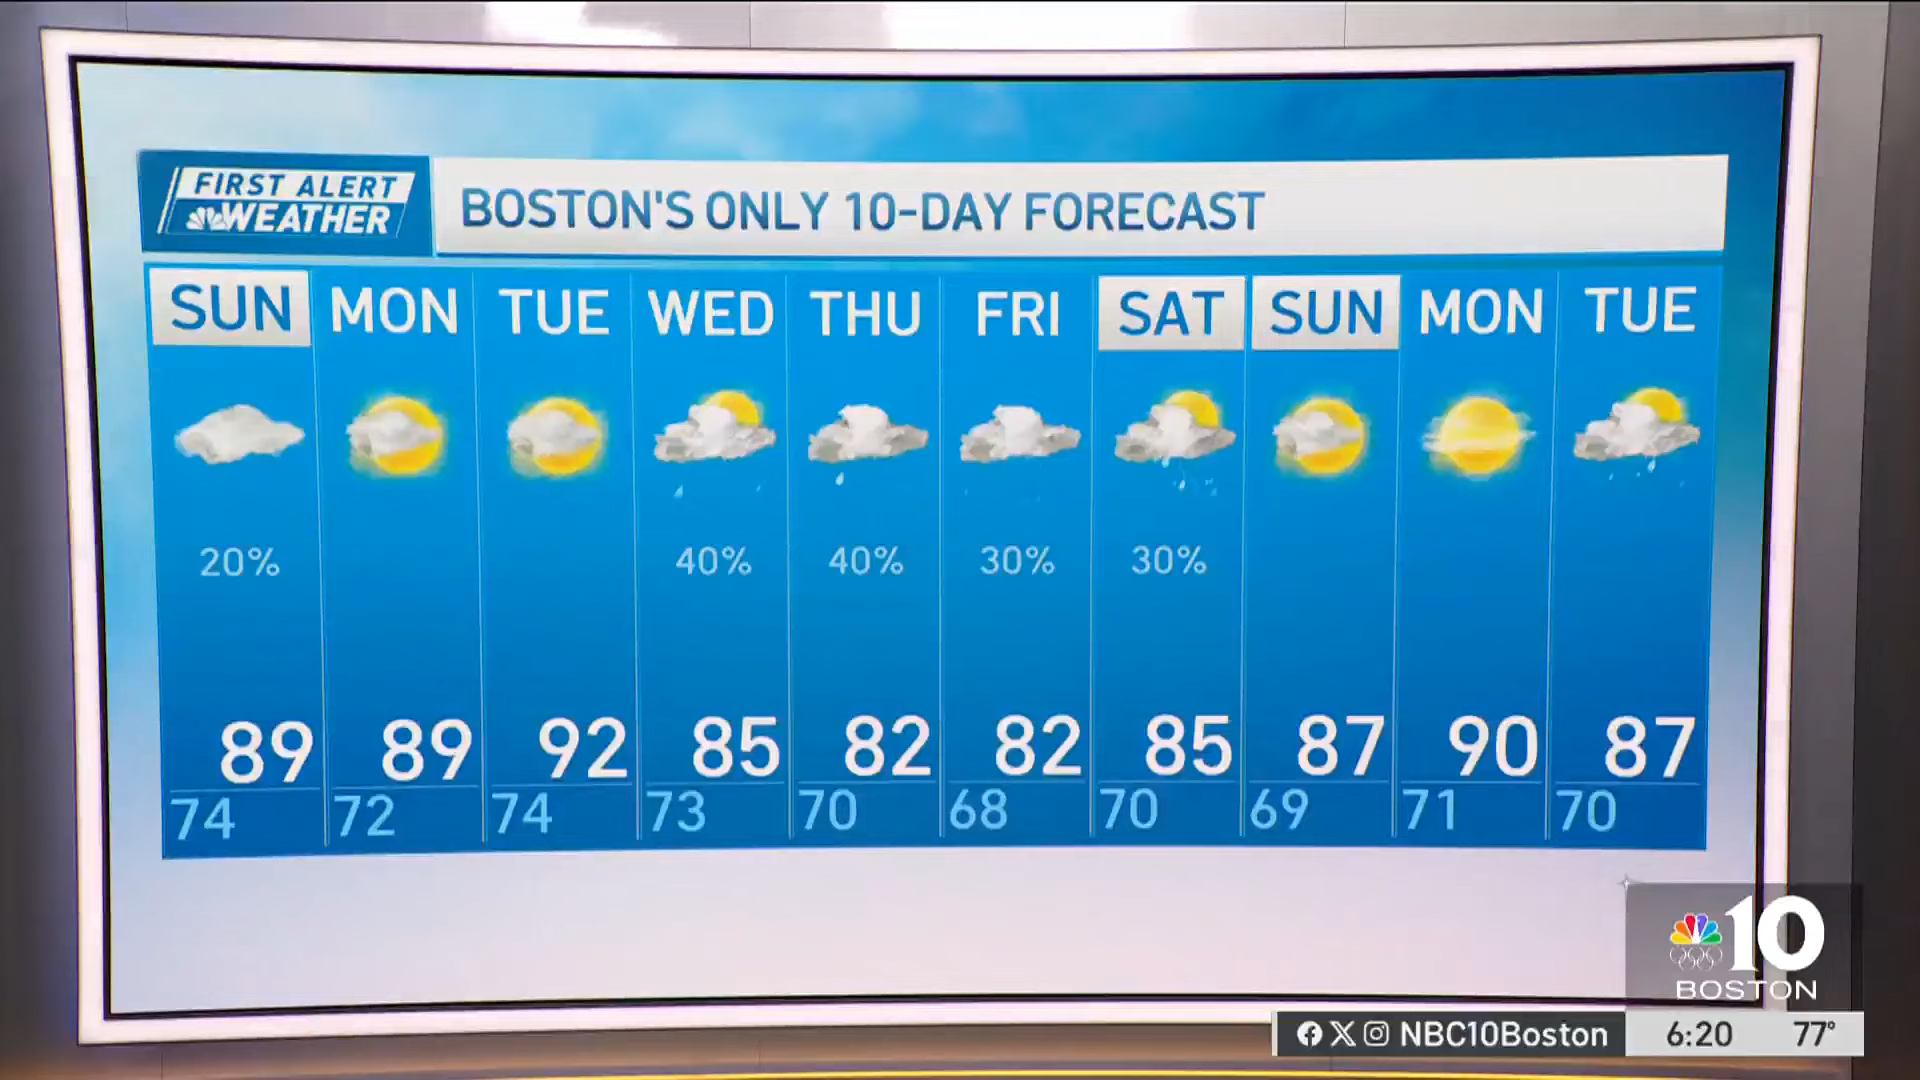 FIRST ALERT
WEATHER
BOSTON'S ONLY 10-DAY FORECAST
SUN MON TUE WED THU FRI SAT SUN MON TUE
20% 40% 40% 30% 30%
89 89 92 85 82 82 85 87 90 87
74 72 74 73 70 68 70 69 71 70
10
BOSTON
NBC10Boston 6:20 77°